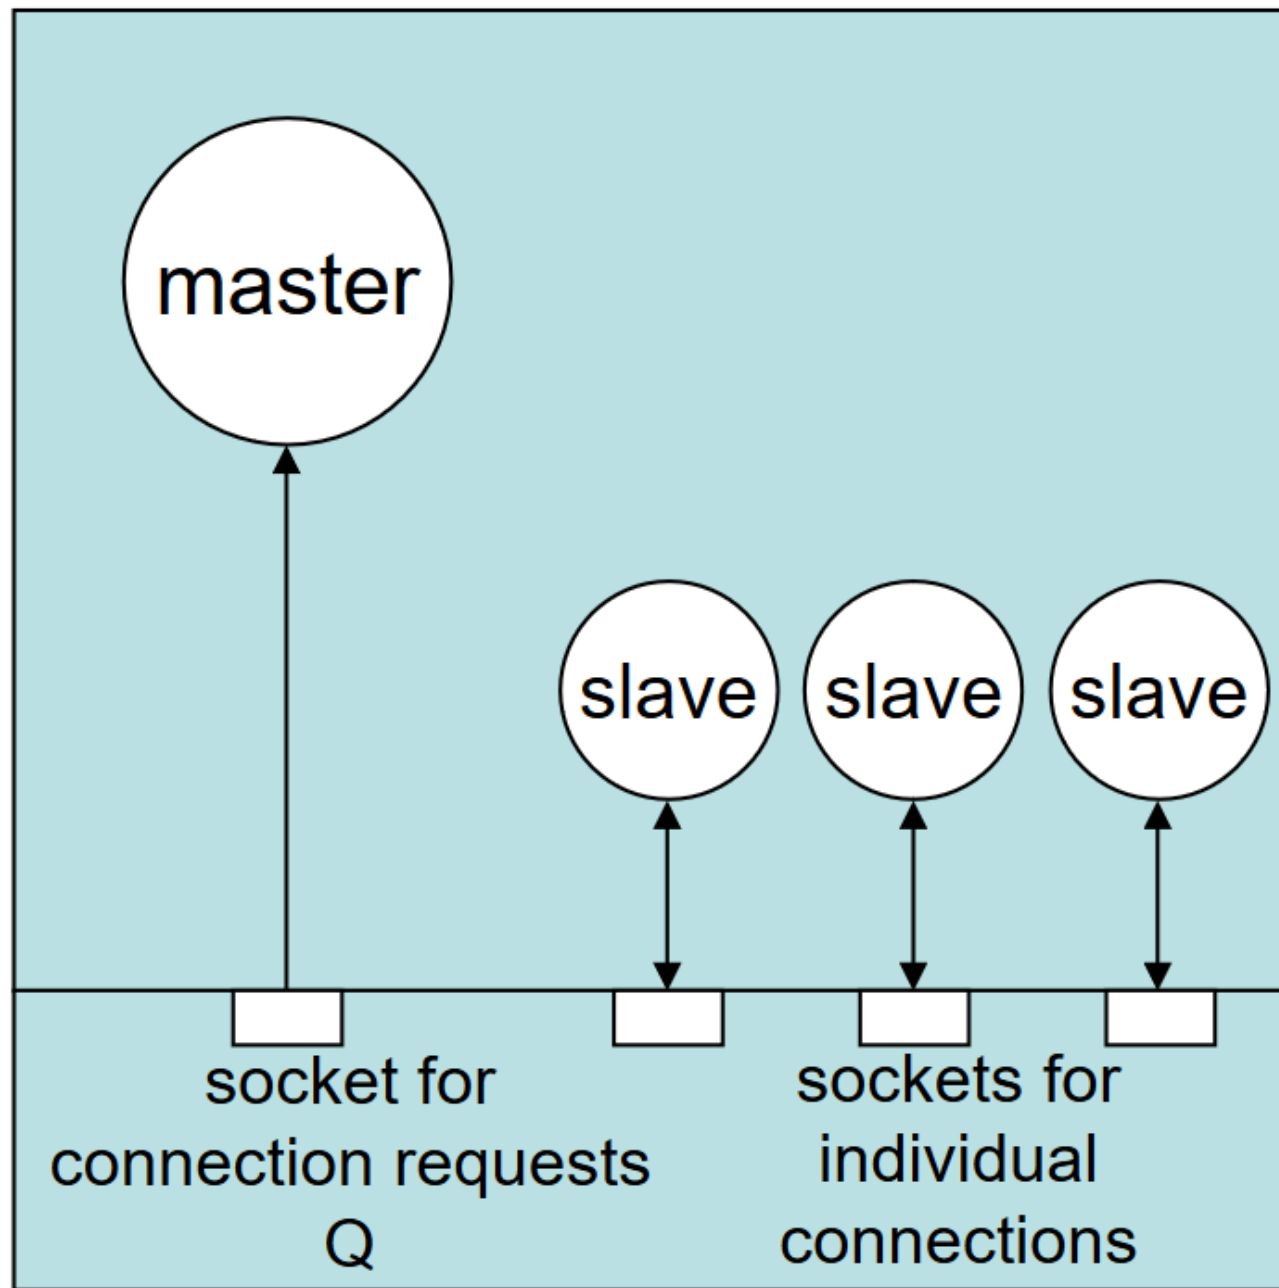 master
slave
slave
slave
socket for
connection requests
Q
sockets for
individual
connections